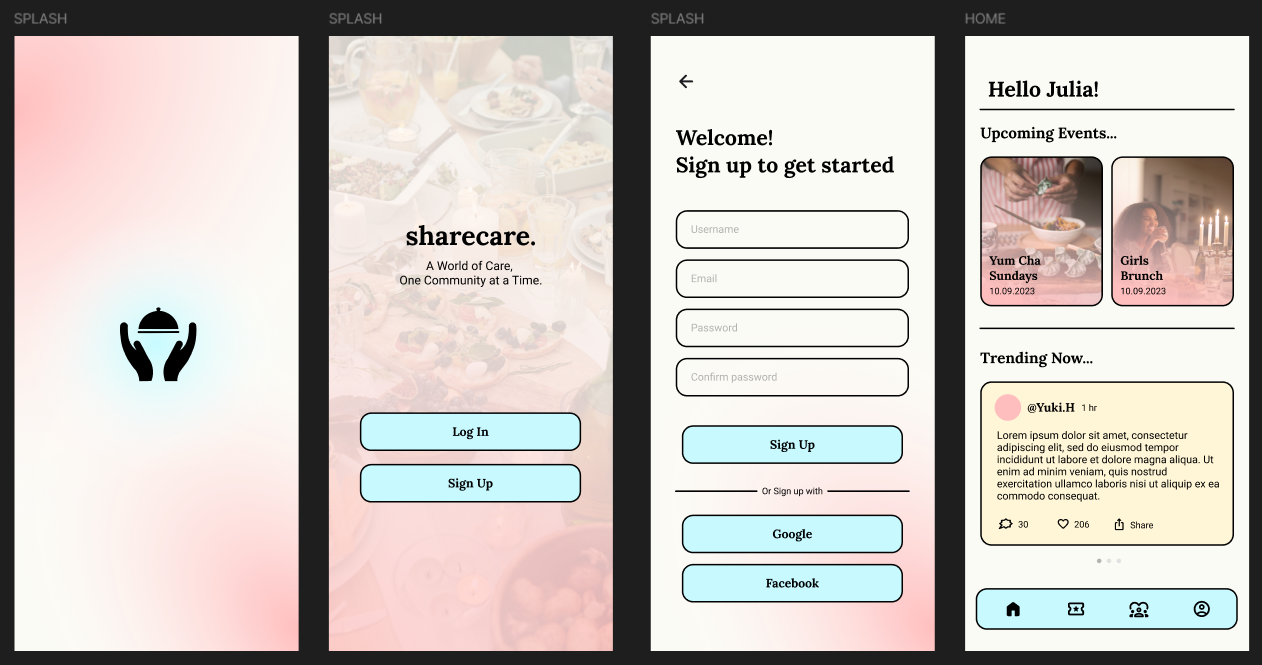 SPLASH
SPLASH
sharecare.
A World of Care,
One Community at a Time.
Log In
Sign Up
SPLASH
Welcome!
Sign up to get started
Username
Email
Password
Confirm password
Sign Up
Or Sign up with
Google
Facebook
HOME
Hello Julia!
Upcoming Events...
Yum Cha
Sundays
10.09.2023
Girls
Brunch
10.09.2023
Trending Now...
@Yuki.H 1 hr
Lorem ipsum dolor sit amet, consectetur
adipiscing elit, sed do eiusmod tempor
incididunt ut labore et dolore magna aliqua. Ut
enim ad minim veniam, quis nostrud
exercitation ullamco laboris nisi ut aliquip ex ea
commodo consequat.
30 206 Share